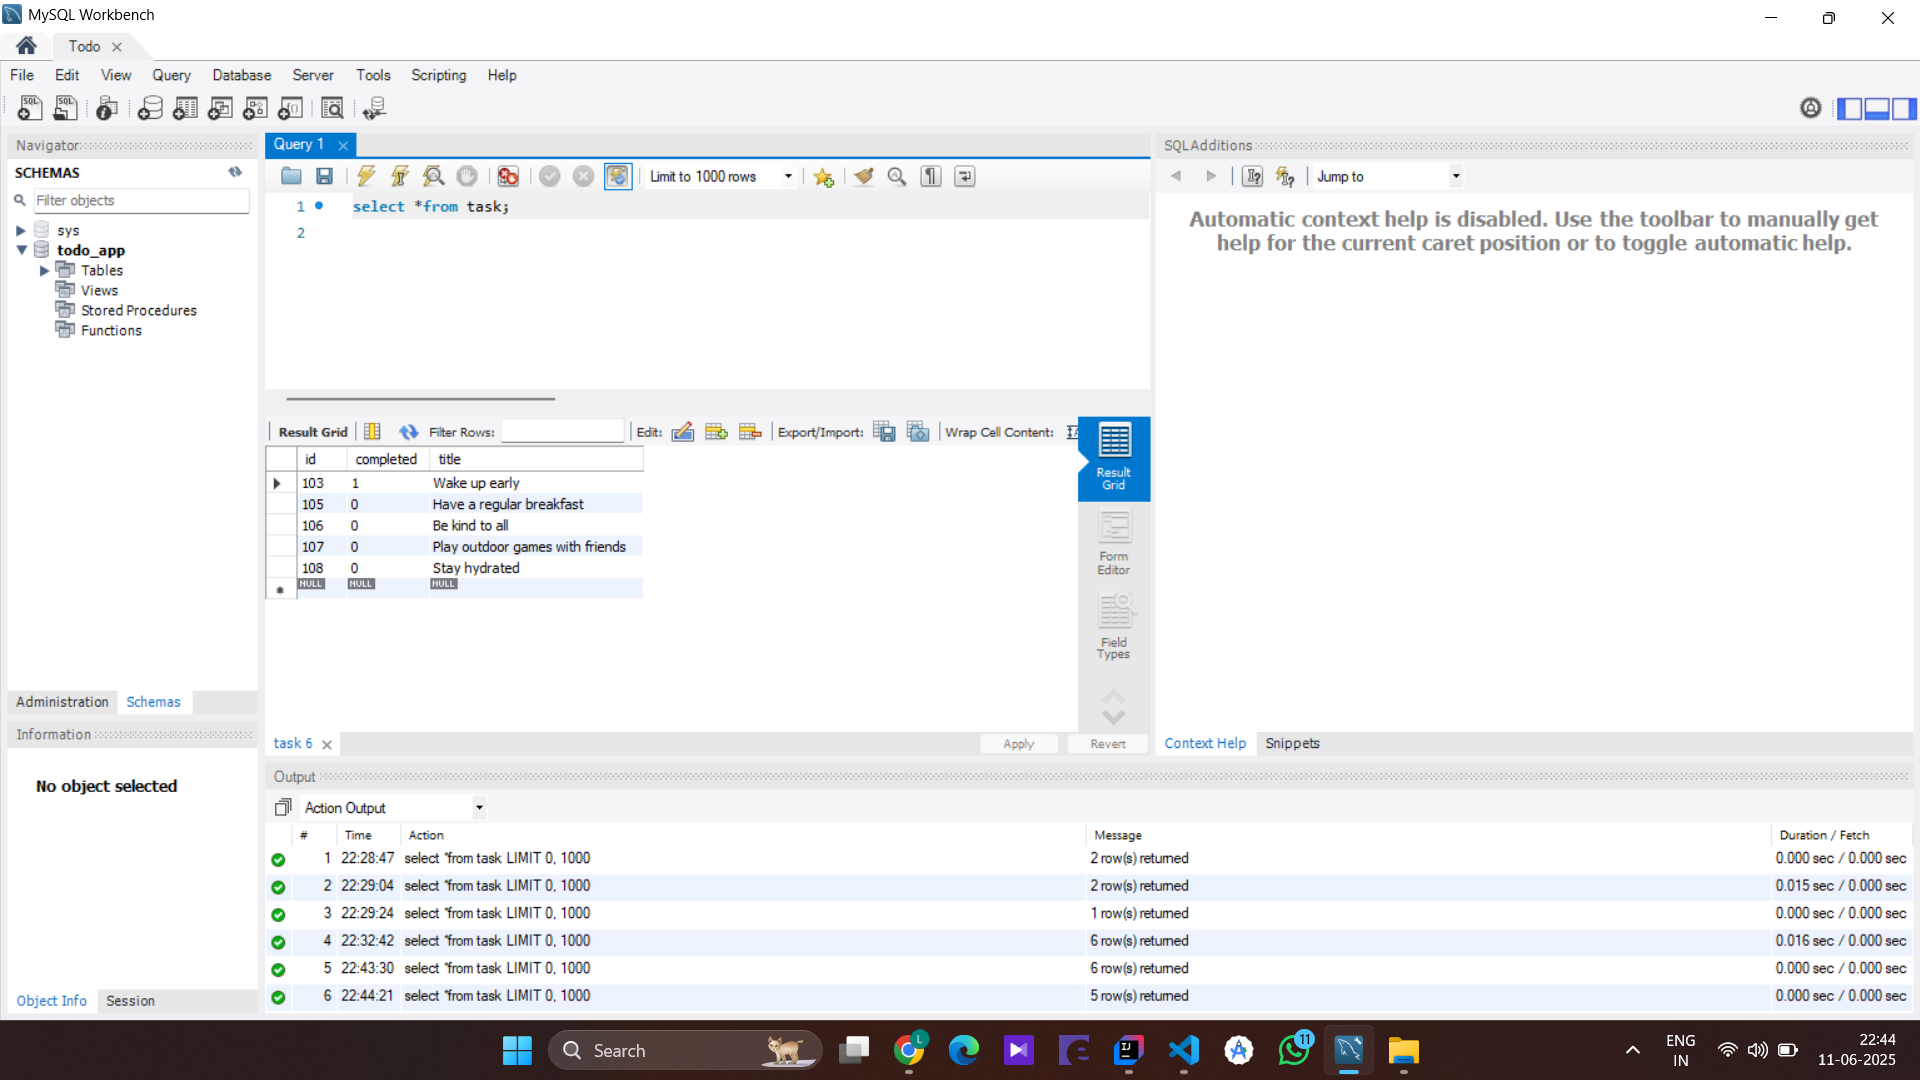 MySQL Workbench
Todo
File Edit View Query Database Server Tools Scripting Help
Navigator
SCHEMAS
Filter objects
sys
todo_app
Tables
Views
Stored Procedures
Functions
Administration Schemas
Information
No object selected
Object Info Session
Query 1
Limit to 1000 rows
1 select *from task;
2
Result Grid Filter Rows: Edit: Export/Import: Wrap Cell Content:
id completed title
103 1 Wake up early
105 0 Have a regular breakfast
106 0 Be kind to all
107 0 Play outdoor games with friends
108 0 Stay hydrated
NULL NULL NULL
Result
Grid
Form
Editor
Field
Types
task 6 Apply Revert
SQLAdditions
Jump to
Automatic context help is disabled. Use the toolbar to manually get
help for the current caret position or to toggle automatic help.
Context Help Snippets
Output
Action Output
# Time Action Message Duration / Fetch
1 22:28:47 select *from task LIMIT 0, 1000 2 row(s) returned 0.000 sec / 0.000 sec
2 22:29:04 select *from task LIMIT 0, 1000 2 row(s) returned 0.015 sec / 0.000 sec
3 22:29:24 select *from task LIMIT 0, 1000 1 row(s) returned 0.000 sec / 0.000 sec
4 22:32:42 select *from task LIMIT 0, 1000 6 row(s) returned 0.016 sec / 0.000 sec
5 22:43:30 select *from task LIMIT 0, 1000 6 row(s) returned 0.000 sec / 0.000 sec
6 22:44:21 select *from task LIMIT 0, 1000 5 row(s) returned 0.000 sec / 0.000 sec
Search
L
11
ENG
IN
22:44
11-06-2025